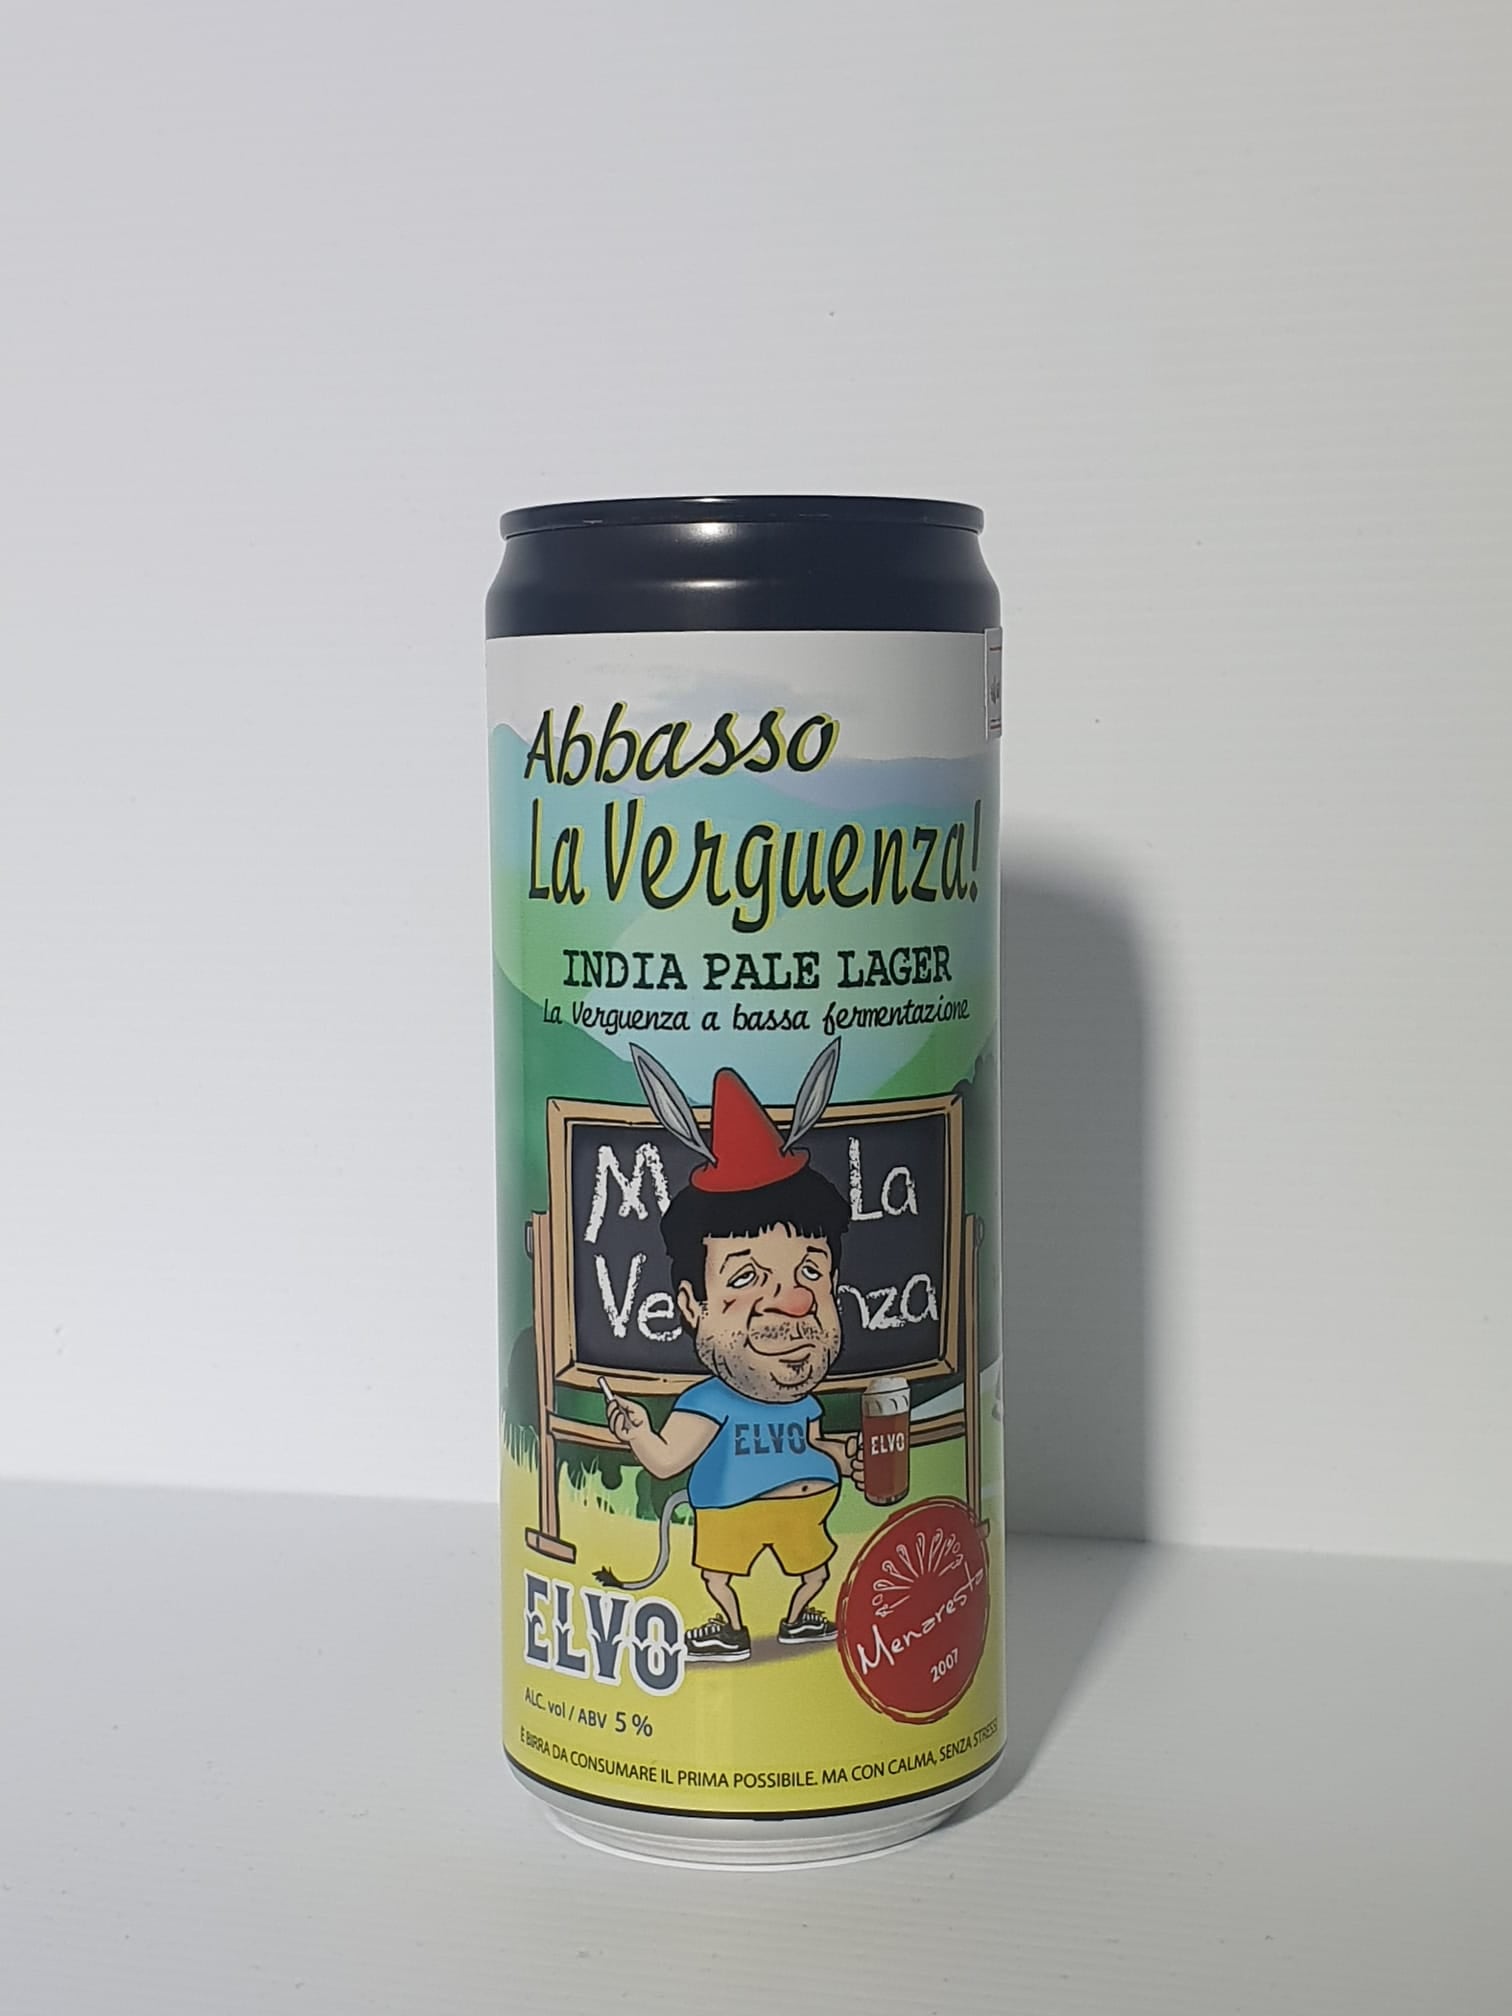 Abbasso
La Verguenza!
INDIA PALE LAGER
La Verguenza a bassa fermentazione
M La
Ve nza
ELVO
ELVO
ELVO
Menaresta
2007
ALC. vol / ABV 5%
È BIRRA DA CONSUMARE IL PRIMA POSSIBILE. MA CON CALMA, SENZA STRESS